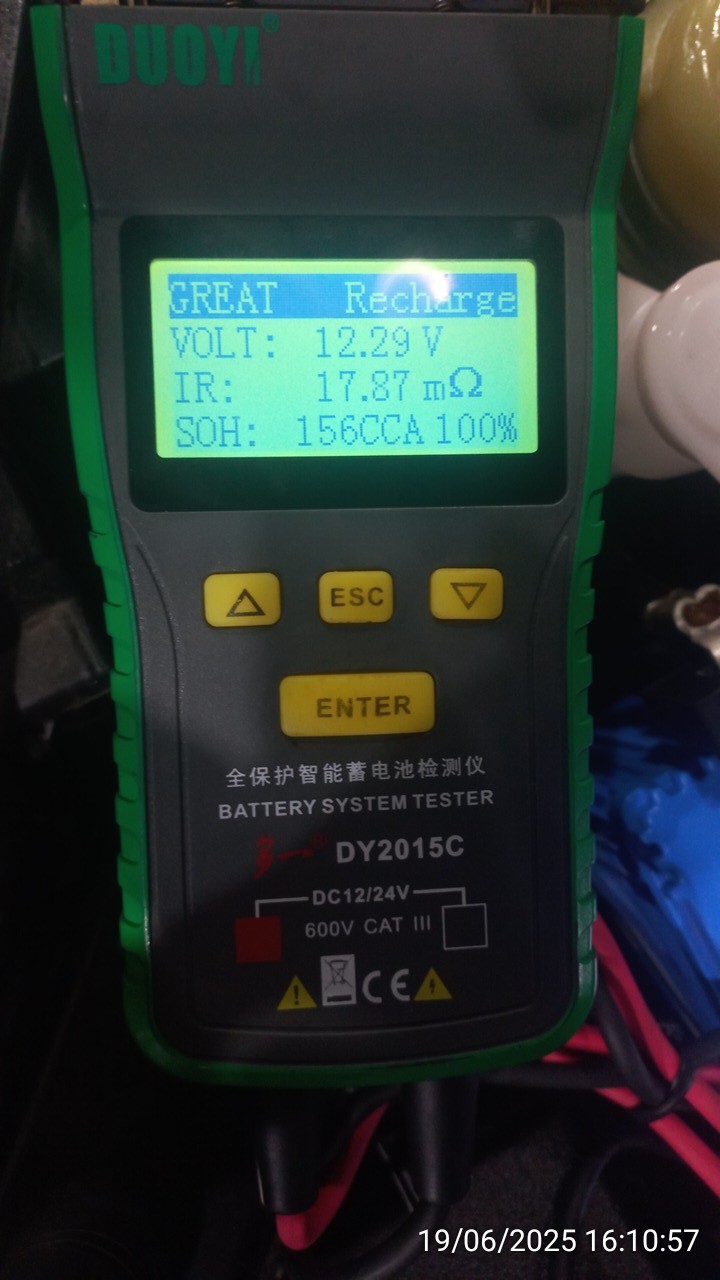 DUOYI®
GREAT Recharge
VOLT: 12.29 V
IR: 17.87 mΩ
SOH: 156CCA 100%
ESC
ENTER
全保护智能蓄电池检测仪
BATTERY SYSTEM TESTER
多一® DY2015C
DC12/24V
600V CAT III
CE
19/06/2025 16:10:57